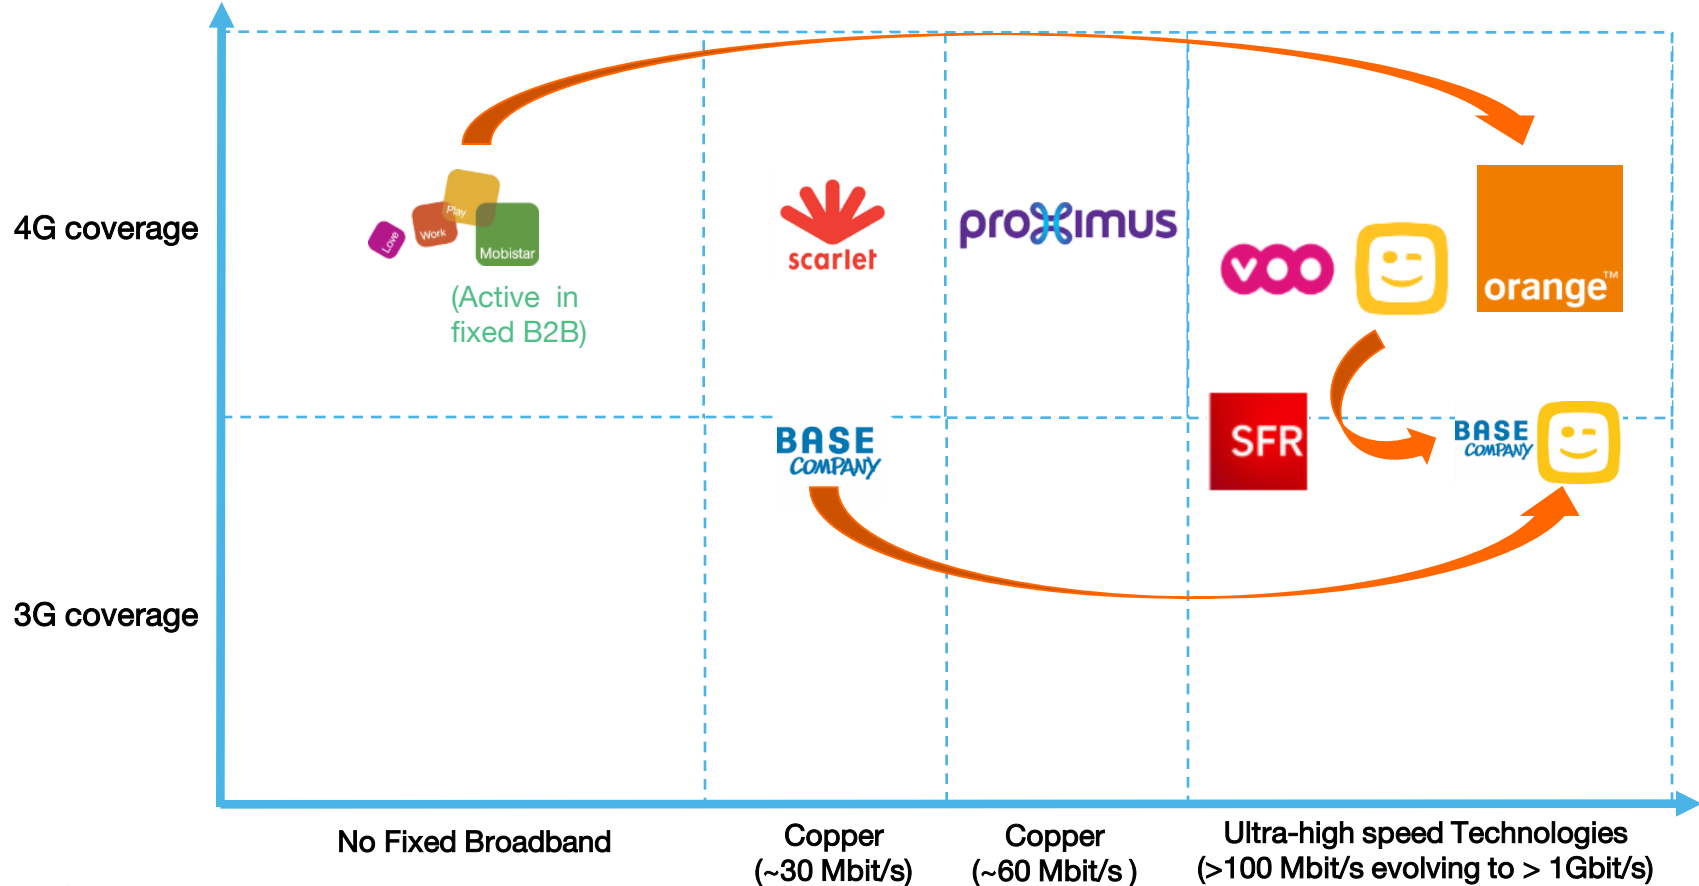 4G coverage
Love
Work
Play
Mobistar
(Active in
fixed B2B)
scarlet
proximus
voo
orange™
SFR
BASE
COMPANY
BASE
COMPANY
3G coverage
No Fixed Broadband
Copper
(~30 Mbit/s)
Copper
(~60 Mbit/s )
Ultra-high speed Technologies
(>100 Mbit/s evolving to > 1Gbit/s)